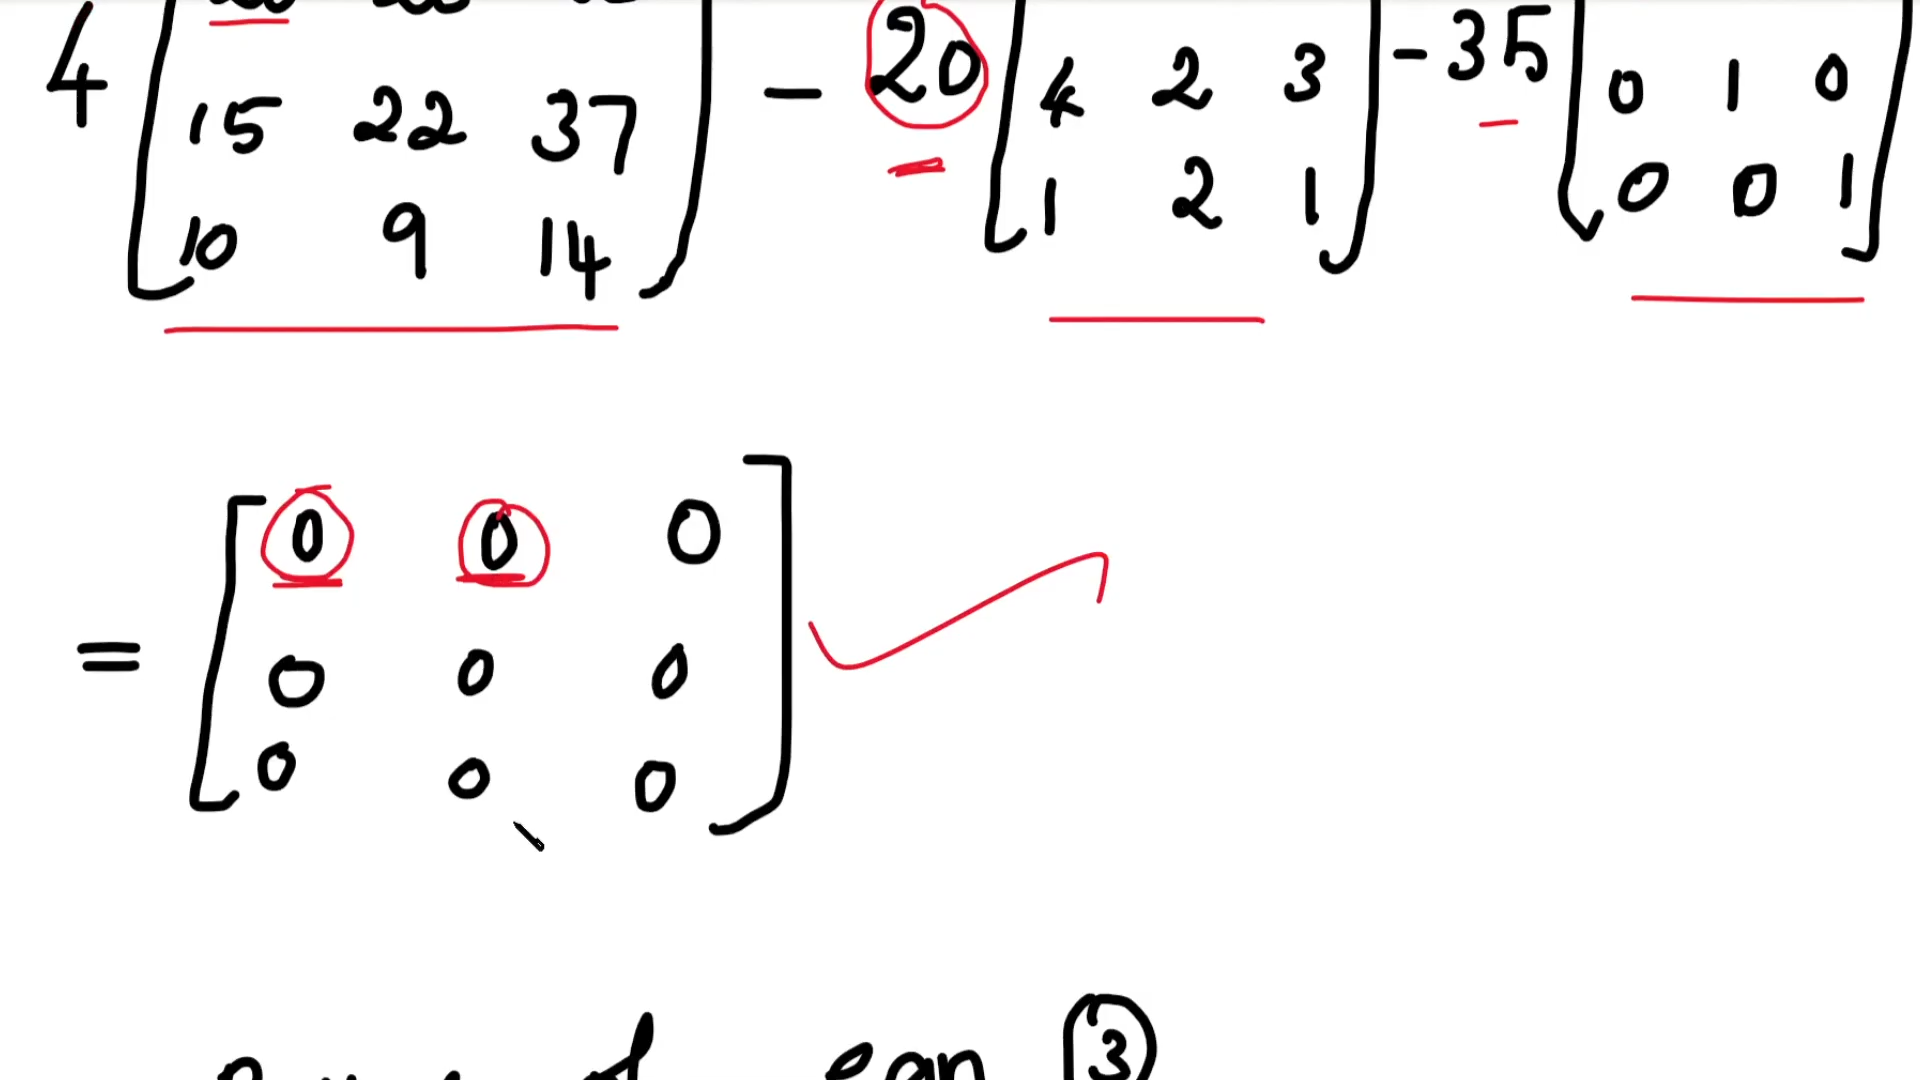 4 [ 15 22 37 ] - 20 [ 4 2 3 ] - 35 [ 0 1 0 ]
10 9 14 1 2 1 0 0 1
= [ 0 0 0
0 0 0
0 0 0 ]
of eqn ③